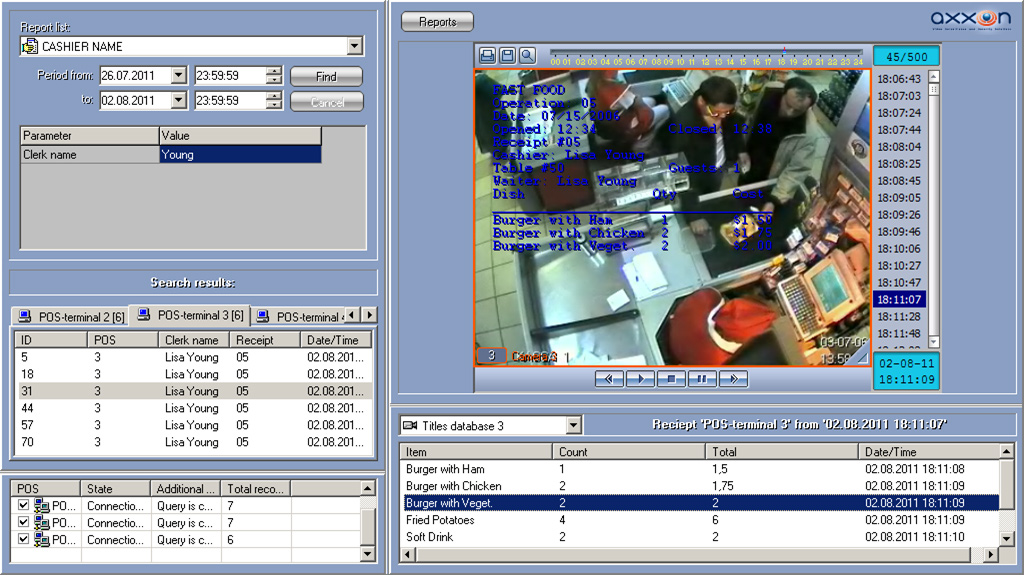 Report list:
CASHIER NAME
Period from: 26.07.2011 23:59:59 Find
to: 02.08.2011 23:59:59 Cancel
Parameter Value
Clerk name Young
Search results:
POS-terminal 2 [6] POS-terminal 3 [6] POS-terminal
ID POS Clerk name Receipt Date/Time
5 3 Lisa Young 05 02.08.201...
18 3 Lisa Young 05 02.08.201...
31 3 Lisa Young 05 02.08.201...
44 3 Lisa Young 05 02.08.201...
57 3 Lisa Young 05 02.08.201...
70 3 Lisa Young 05 02.08.201...
POS State Additional ... Total reco...
PO... Connectio... Query is c... 7
PO... Connectio... Query is c... 7
PO... Connectio... Query is c... 6
Reports
axxon
00 01 02 03 04 05 06 07 08 09 10 11 12 13 14 15 16 17 18 19 20 21 22 23 24
45/500
FAST FOOD
Operation: 05
Date: 07/15/2006
Opened: 12:34 Closed: 12:38
Receipt #05
Cashier: Lisa Young
Table #50 Guests: 1
Waiter: Lisa Young
Dish Qty Cost
Burger with Ham 1 $1.50
Burger with Chicken 2 $1.75
Burger with Veget. 2 $2.00
3 Camera 1
03-07-06
13:59
18:06:43
18:07:03
18:07:24
18:07:44
18:08:04
18:08:25
18:08:45
18:09:05
18:09:26
18:09:46
18:10:06
18:10:27
18:10:47
18:11:07
18:11:28
18:11:48
02-08-11
18:11:09
Titles database 3
Reciept 'POS-terminal 3' from '02.08.2011 18:11:07'
Item Count Total Date/Time
Burger with Ham 1 1,5 02.08.2011 18:11:08
Burger with Chicken 2 1,75 02.08.2011 18:11:09
Burger with Veget. 2 2 02.08.2011 18:11:09
Fried Potatoes 4 6 02.08.2011 18:11:09
Soft Drink 2 2 02.08.2011 18:11:10